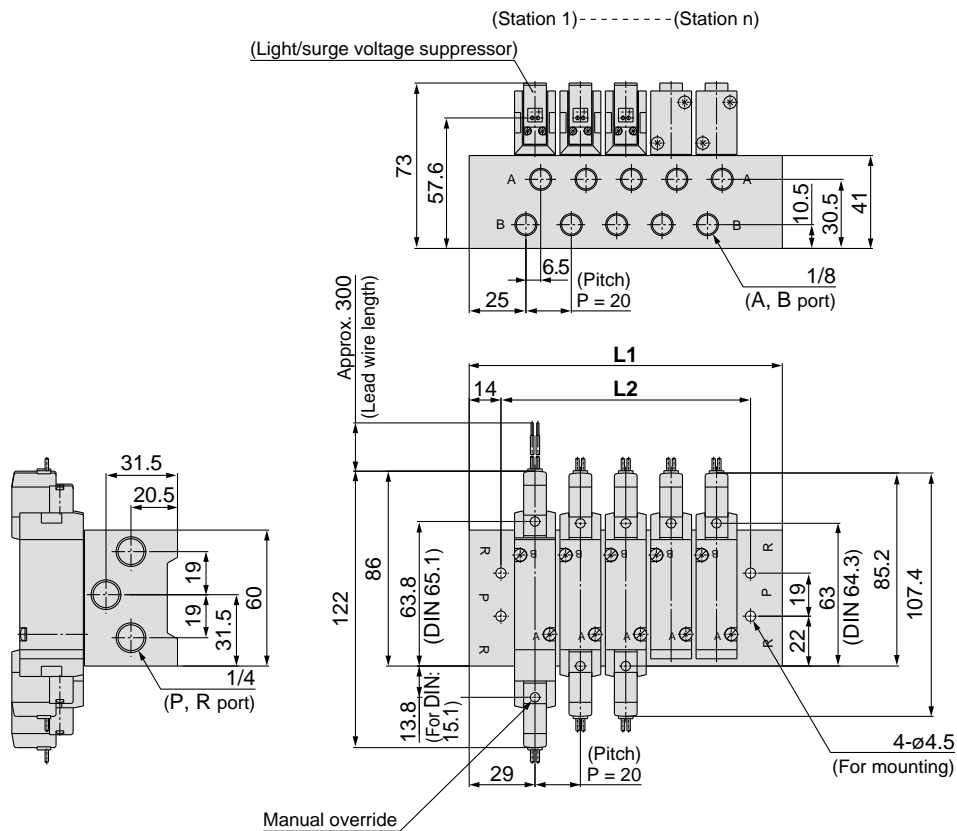 (Station 1) - - - - - - - - - - (Station n)
(Light/surge voltage suppressor)
73
57.6
A
A
B
B
10.5
30.5
41
6.5
25
(Pitch)
P = 20
1/8
(A, B port)
Approx. 300
(Lead wire length)
L1
14
L2
31.5
20.5
19
19
31.5
60
1/4
(P, R port)
86
122
63.8
(DIN 65.1)
13.8
(For DIN:
15.1)
R
P
R
B
B
B
B
B
A
A
A
A
A
R
P
R
19
22
63
(DIN 64.3)
85.2
107.4
29
(Pitch)
P = 20
4-ø4.5
(For mounting)
Manual override